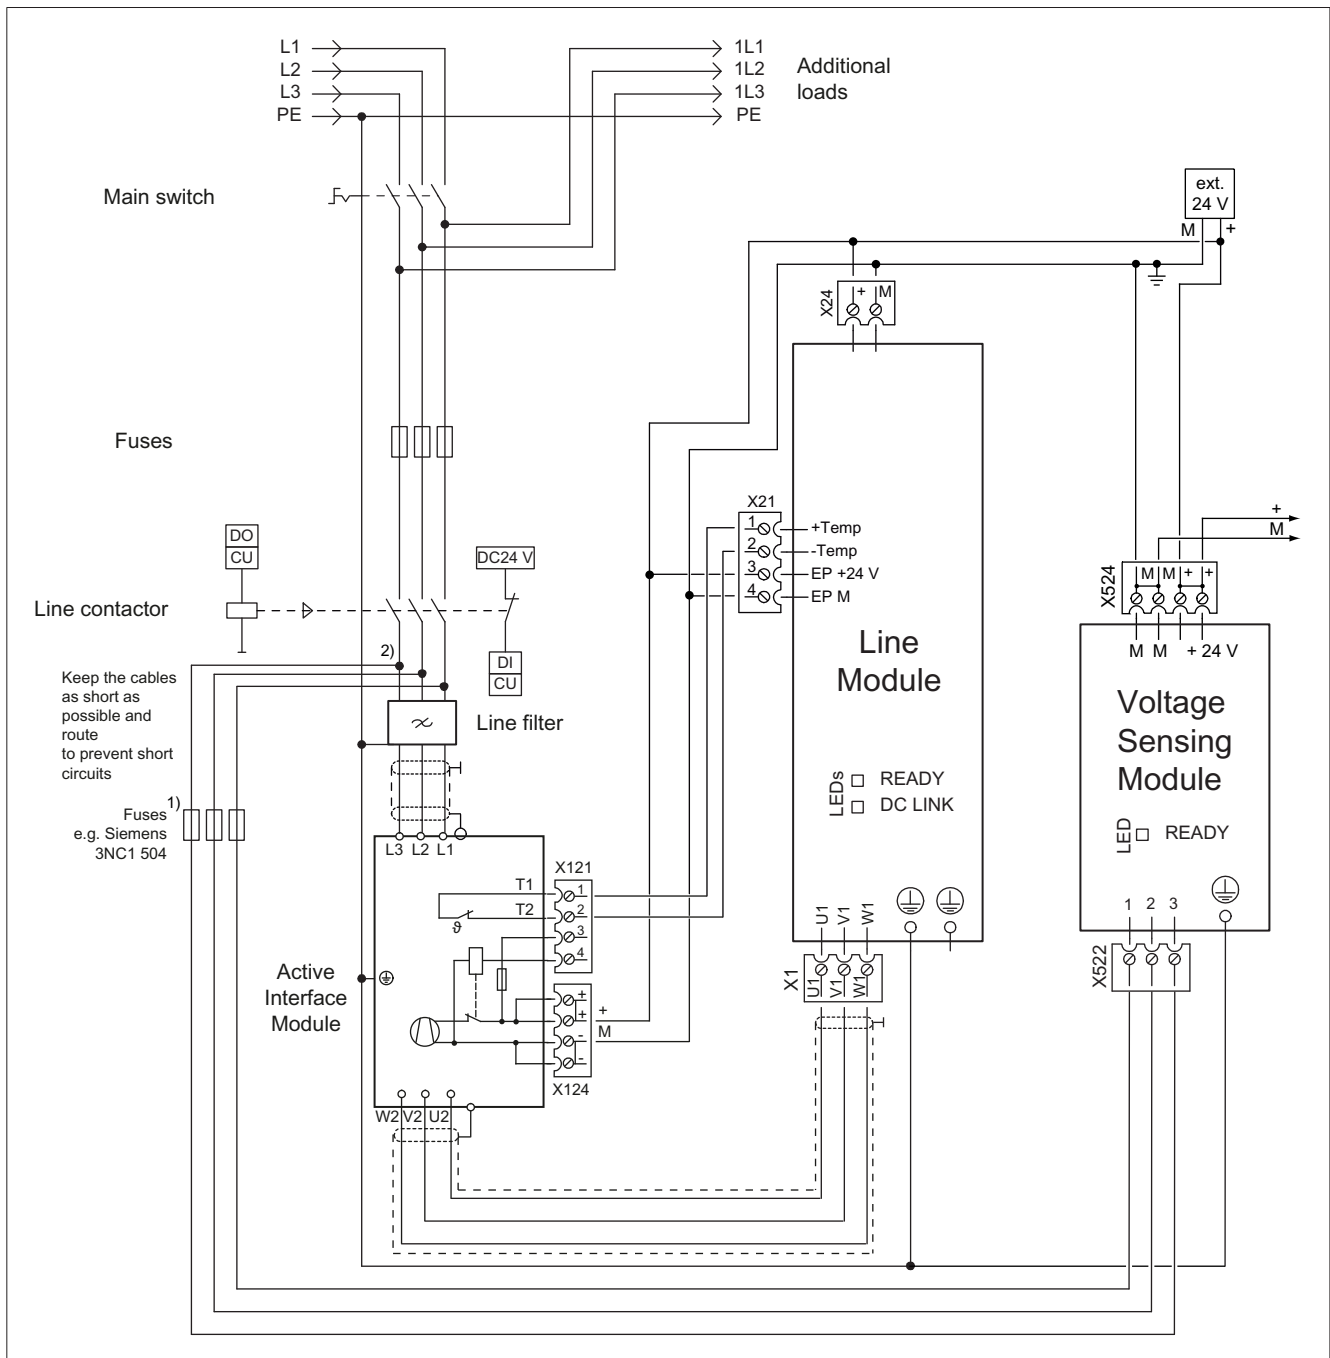 L1
L2
L3
PE
1L1
1L2
1L3
PE
Additional
loads
Main switch
ext.
24 V
M
+
X24
+
M
Fuses
X21
1
2
3
4
+Temp
-Temp
EP +24 V
EP M
Line
Module
+
M
DO
CU
DC24 V
Line contactor
DI
CU
2)
X524
M
M
+
+
M
M
+ 24 V
Keep the cables
as short as
possible and
route
to prevent short
circuits
Line filter
Voltage
Sensing
Module
LEDs
READY
DC LINK
LED
READY
1)
Fuses
e.g. Siemens
3NC1 504
L3
L2
L1
X121
T1
T2
ϑ
1
2
3
4
Active
Interface
Module
+
+
-
-
+
M
X124
W2
V2
U2
U1
V1
W1
X1
U1
V1
W1
1
2
3
X522